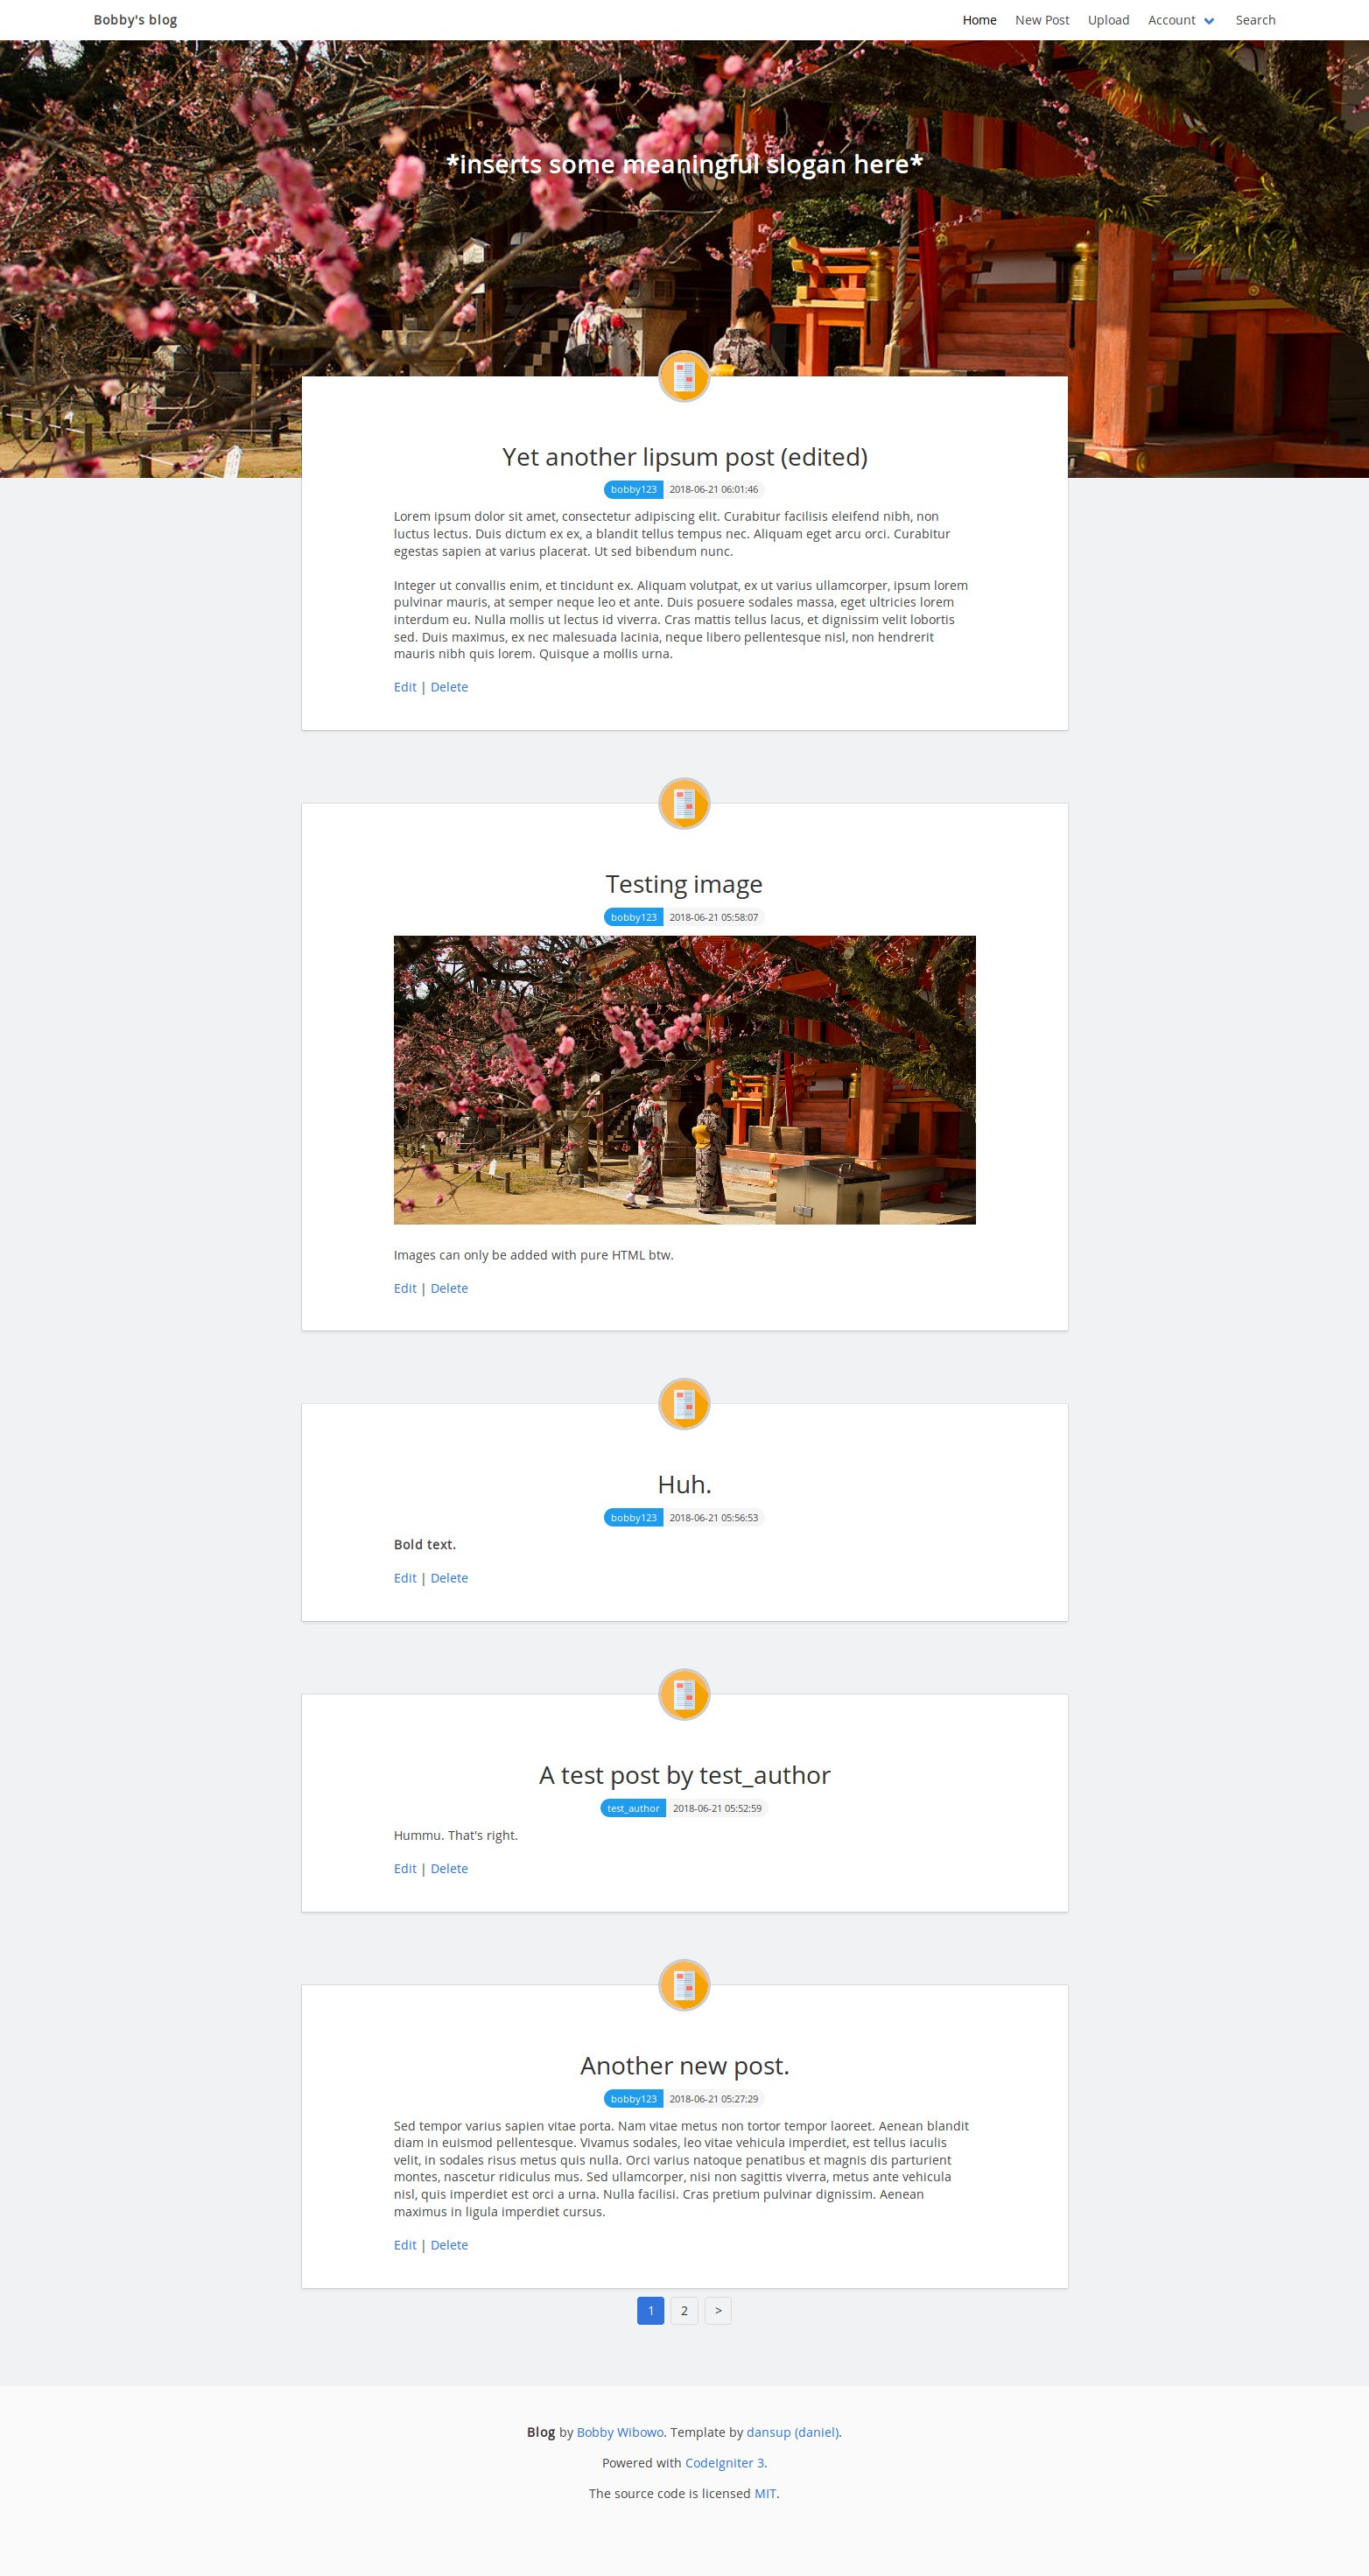 Bobby's blog
Home New Post Upload Account Search
*inserts some meaningful slogan here*
Yet another lipsum post (edited)
bobby123 2018-06-21 06:01:46
Lorem ipsum dolor sit amet, consectetur adipiscing elit. Curabitur facilisis eleifend nibh, non
luctus lectus. Duis dictum ex ex, a blandit tellus tempus nec. Aliquam eget arcu orci. Curabitur
egestas sapien at varius placerat. Ut sed bibendum nunc.
Integer ut convallis enim, et tincidunt ex. Aliquam volutpat, ex ut varius ullamcorper, ipsum lorem
pulvinar mauris, at semper neque leo et ante. Duis posuere sodales massa, eget ultricies lorem
interdum eu. Nulla mollis ut lectus id viverra. Cras mattis tellus lacus, et dignissim velit lobortis
sed. Duis maximus, ex nec malesuada lacinia, neque libero pellentesque nisl, non hendrerit
mauris nibh quis lorem. Quisque a mollis urna.
Edit | Delete
Testing image
bobby123 2018-06-21 05:58:07
Images can only be added with pure HTML btw.
Edit | Delete
Huh.
bobby123 2018-06-21 05:56:53
Bold text.
Edit | Delete
A test post by test_author
test_author 2018-06-21 05:52:59
Hummu. That's right.
Edit | Delete
Another new post.
bobby123 2018-06-21 05:27:29
Sed tempor varius sapien vitae porta. Nam vitae metus non tortor tempor laoreet. Aenean blandit
diam in euismod pellentesque. Vivamus sodales, leo vitae vehicula imperdiet, est tellus iaculis
velit, in sodales risus metus quis nulla. Orci varius natoque penatibus et magnis dis parturient
montes, nascetur ridiculus mus. Sed ullamcorper, nisi non sagittis viverra, metus ante vehicula
nisl, quis imperdiet est orci a urna. Nulla facilisi. Cras pretium pulvinar dignissim. Aenean
maximus in ligula imperdiet cursus.
Edit | Delete
1 2 >
Blog by Bobby Wibowo. Template by dansup (daniel).
Powered with CodeIgniter 3.
The source code is licensed MIT.